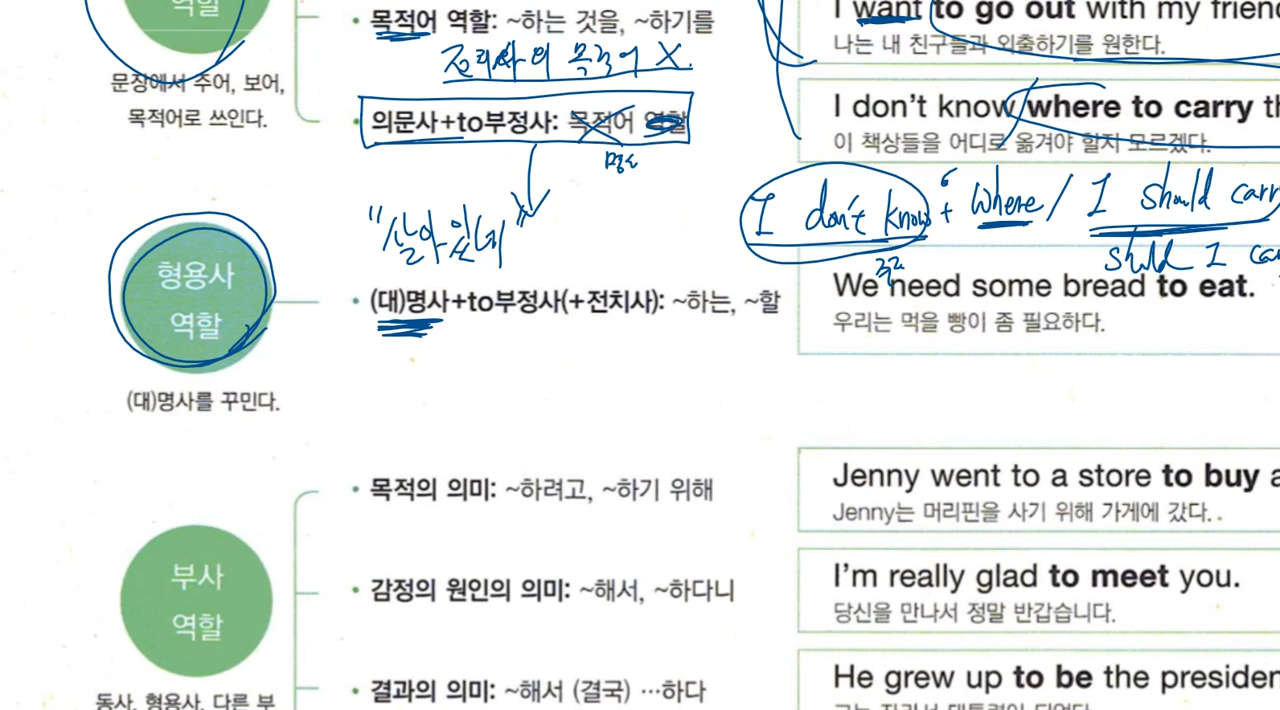 역할
• 목적어 역할: ~하는 것을, ~하기를
I want to go out with my friend
나는 내 친구들과 외출하기를 원한다.
전치사의 목적어 X.
문장에서 주어, 보어,
목적어로 쓰인다.
• 의문사+to부정사: 목적어 역할
명사
I don't know where to carry th
이 책상들을 어디로 옮겨야 할지 모르겠다.
"살아있네"
I don't know + where / I should carry
should I ca
형용사
역할
• (대)명사+to부정사(+전치사): ~하는, ~할
We need some bread to eat.
우리는 먹을 빵이 좀 필요하다.
(대)명사를 꾸민다.
• 목적의 의미: ~하려고, ~하기 위해
Jenny went to a store to buy a
Jenny는 머리핀을 사기 위해 가게에 갔다.
부사
역할
• 감정의 원인의 의미: ~해서, ~하다니
I'm really glad to meet you.
당신을 만나서 정말 반갑습니다.
• 결과의 의미: ~해서 (결국) …하다
He grew up to be the presiden
동사, 형용사, 다른 부